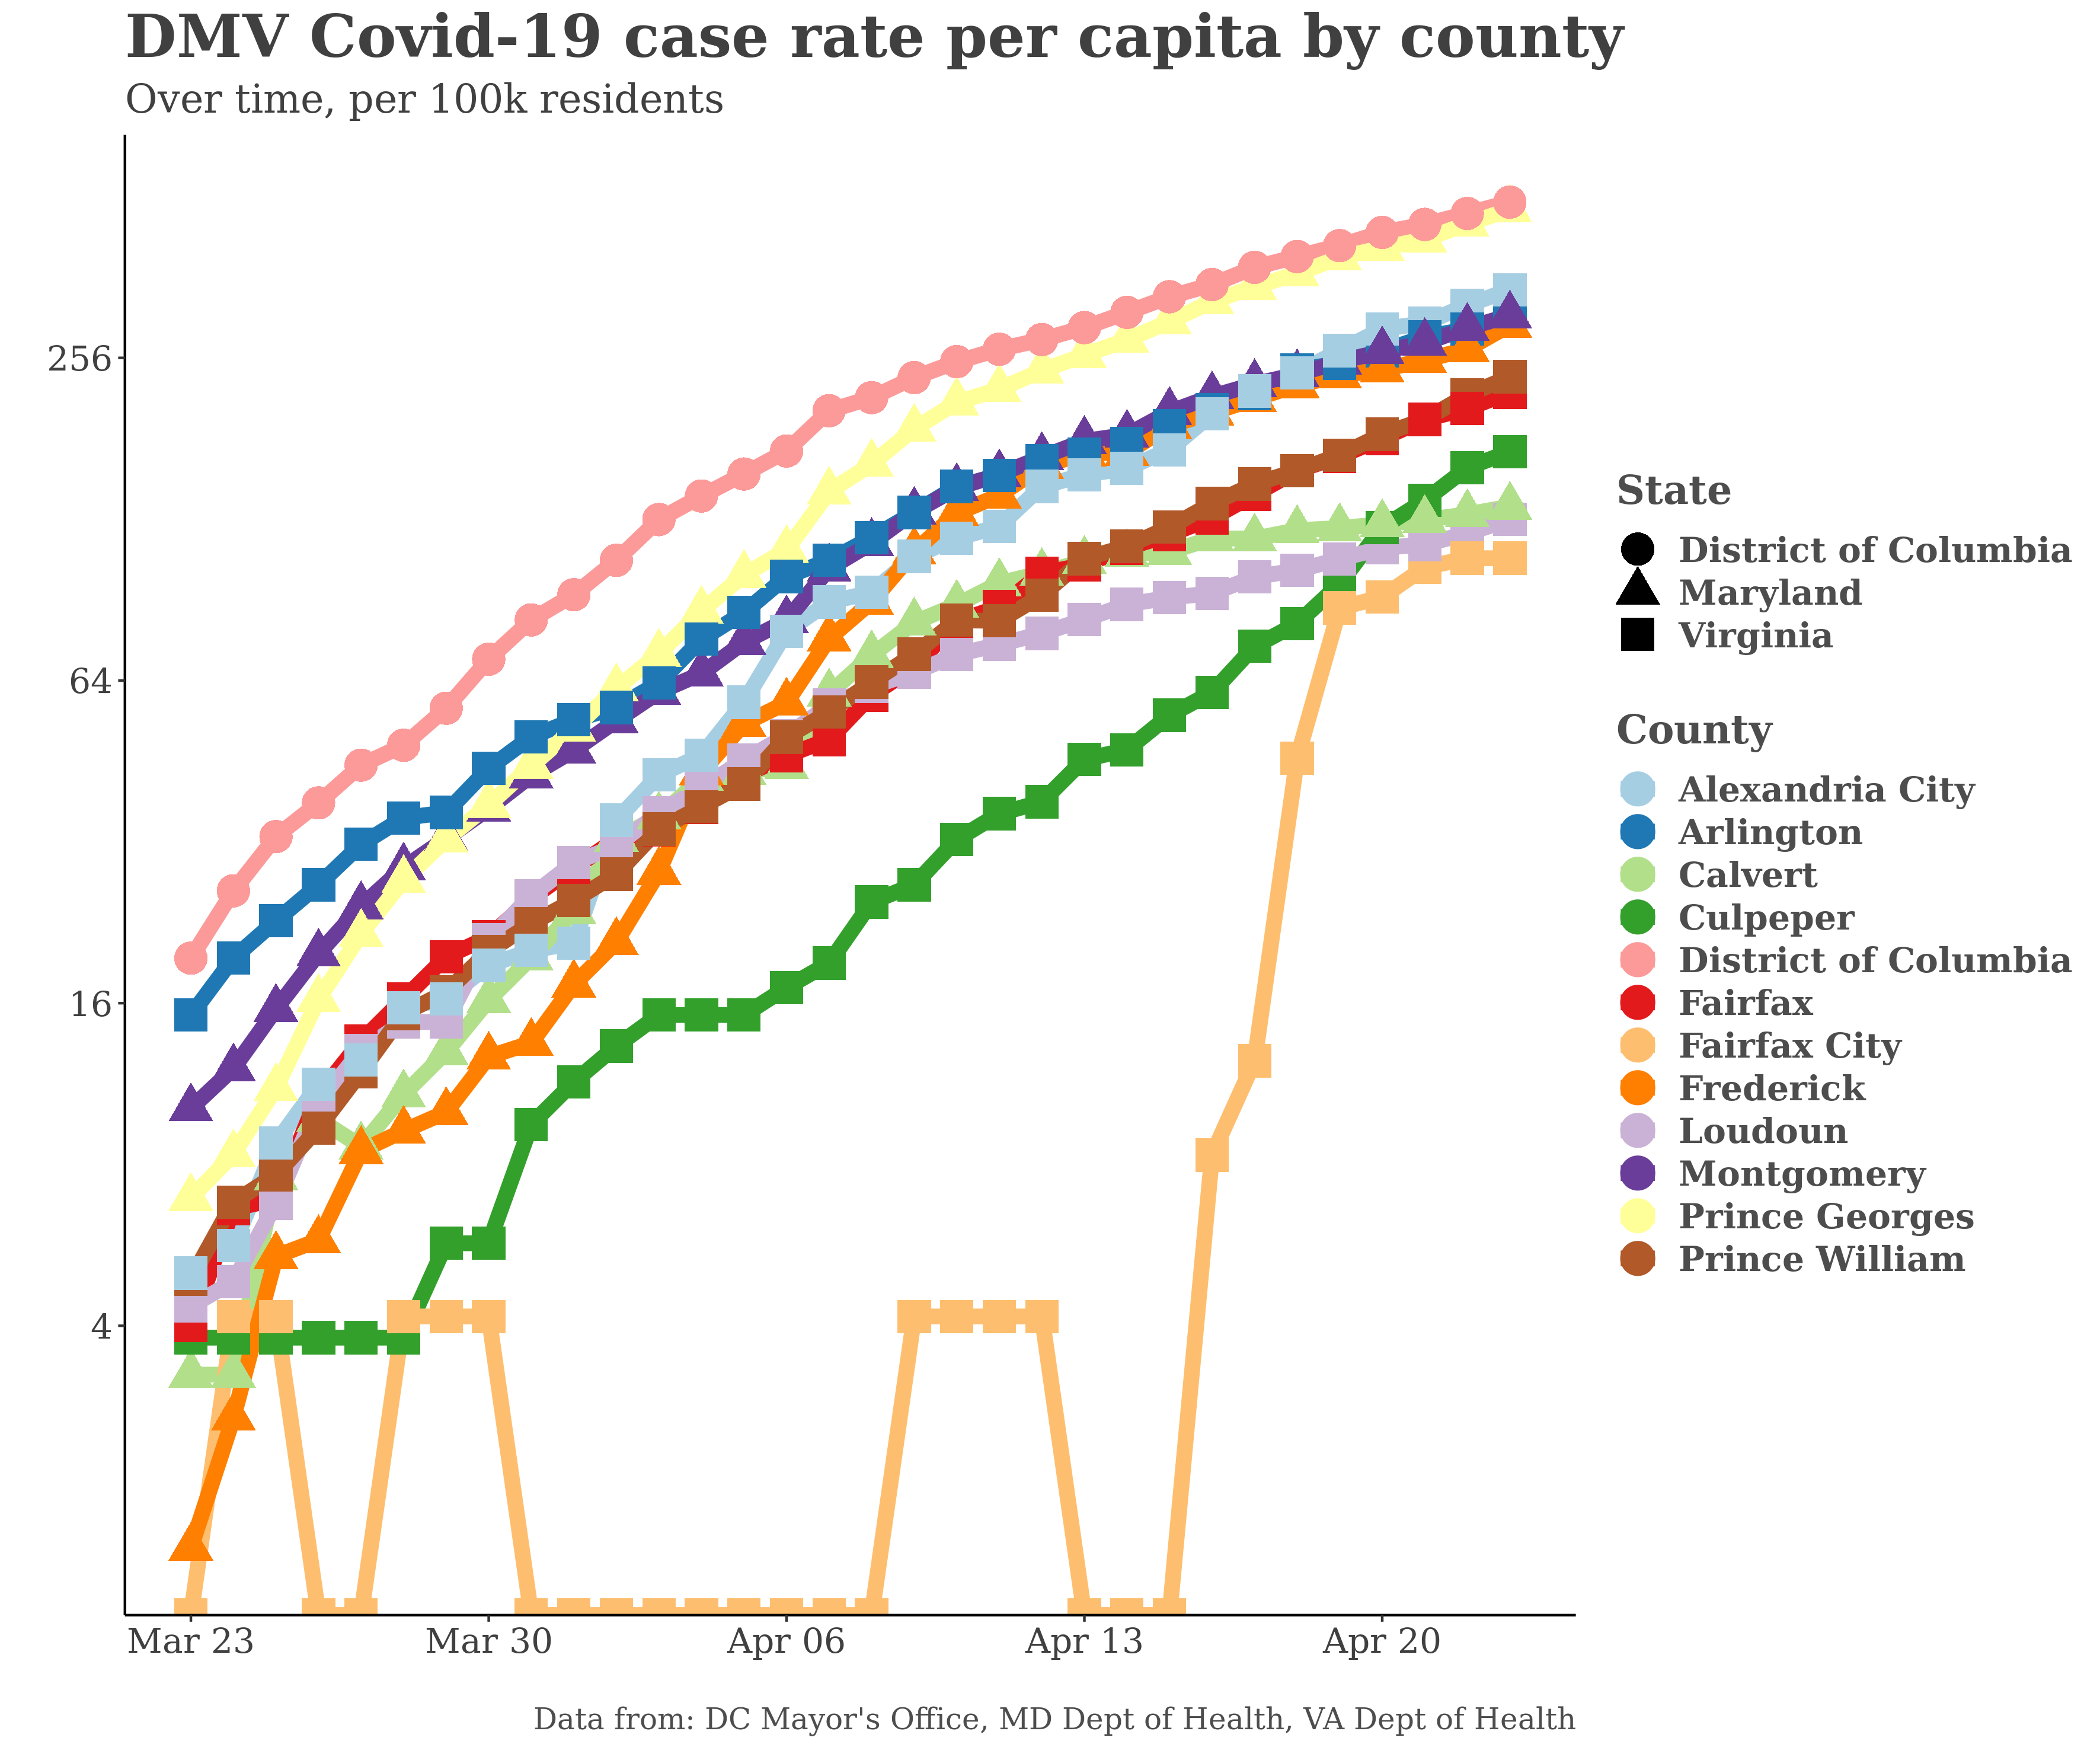 DMV Covid-19 case rate per capita by county
Over time, per 100k residents
256
64
16
4
Mar 23
Mar 30
Apr 06
Apr 13
Apr 20
State
District of Columbia
Maryland
Virginia
County
Alexandria City
Arlington
Calvert
Culpeper
District of Columbia
Fairfax
Fairfax City
Frederick
Loudoun
Montgomery
Prince Georges
Prince William
Data from: DC Mayor's Office, MD Dept of Health, VA Dept of Health